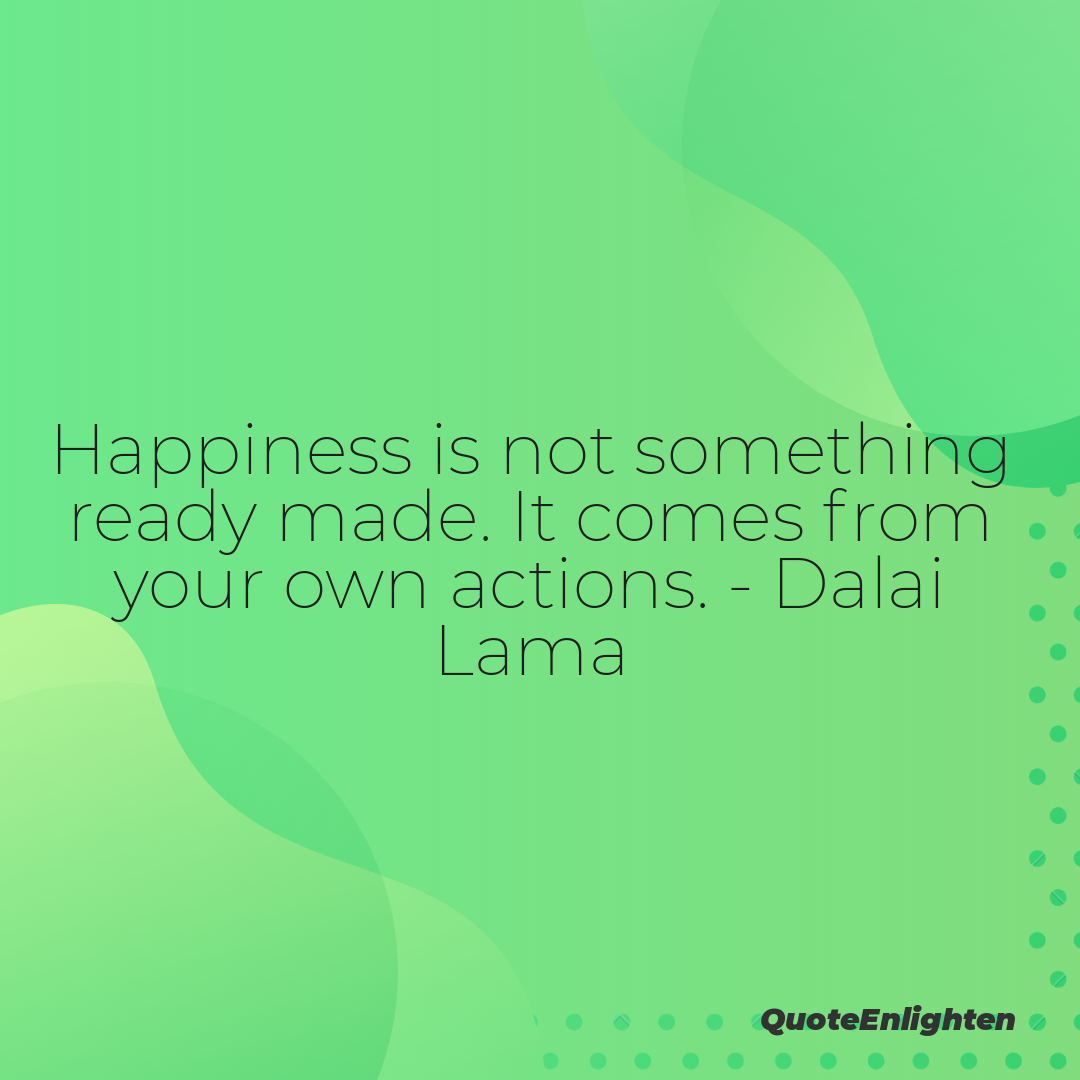 Happiness is not something
ready made. It comes from
your own actions. - Dalai
Lama
QuoteEnlighten